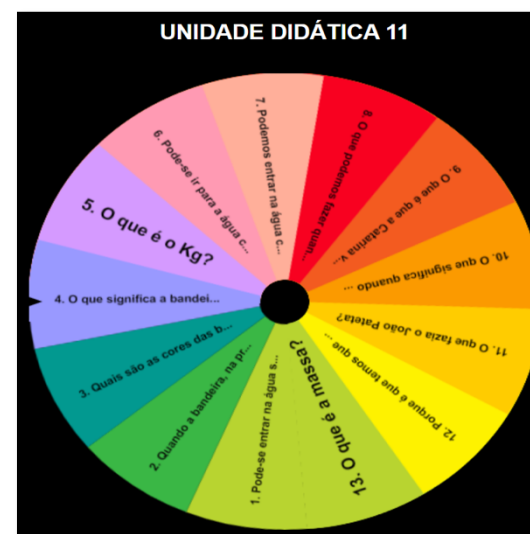 UNIDADE DIDÁTICA 11
1. Pode-se entrar na água s...
2. Quando a bandeira, na pr...
3. Quais são as cores das b...
4. O que significa a bandei...
5. O que é o Kg?
6. Pode-se ir para a água c...
7. Podemos entrar na água c...
8. O que podemos fazer quan...
9. O que é que a Catarina v...
10. O que significa quando ...
11. O que fazia o João Pateta?
12. Porque é que temos que ...
13. O que é a massa?